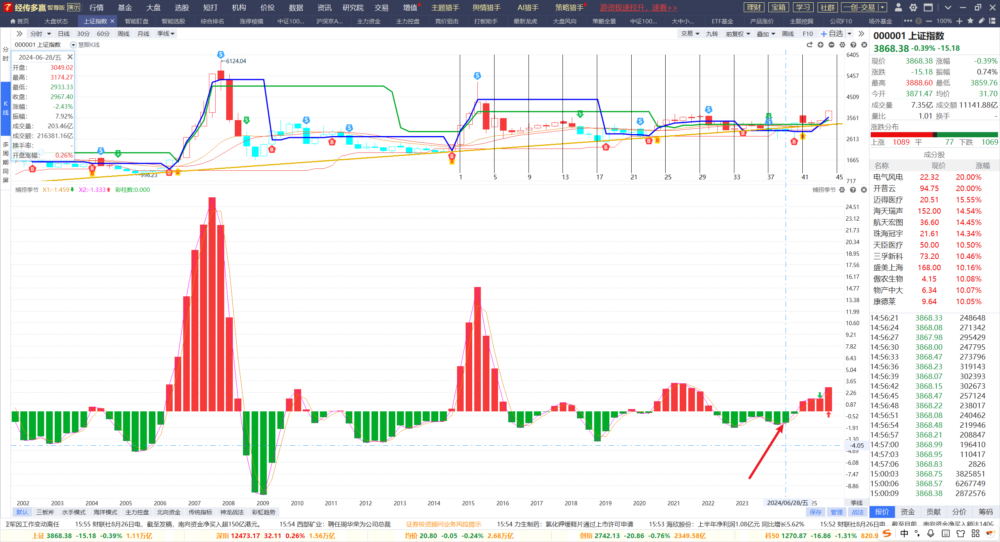 经传多赢 智尊版 演示 行情 基金 大盘 选股 短打 机构 价投 数据 资讯 研究院 交易 增值 主题猎手 舆情猎手 AI猎手 策略猎手 游资极速拉升，速看>> 理财 宝箱 学习 社群 一创-交易
首页 大盘状态 上证指数 智能盯盘 智能选股 综合排名 涨停棱镜 中证100... 沪深京A... 主力资金 主力控盘 竞价狙击 打板助手 最新龙虎 大盘风向 策略全景 中证100... 大中小... ETF基金 产品涨价 主题挖掘 公司F10 场外基金 100%
分时 日线 30分 60分 周线 月线 季线 交易 九转 前复权 叠加 画线 F10 自选
000001 上证指数 慧眼K线
分时
K线
多周期同屏
2024-06-28/五
开盘: 3049.02
最高: 3174.27
最低: 2933.33
收盘: 2967.40
涨幅: -2.43%
振幅: 7.92%
成交量: 203.46亿
成交额: 216381.16亿
换手率: -
开盘涨幅: 0.26%
6124.04
998.23
6405
5457
4509
3561
2613
1665
717
1 5 9 13 17 21 25 29 33 37 41 45
捕捞季节 X1:-1.459 X2:-1.333 彩柱数:0.000 捕捞季节
24.51
23.12
21.73
20.34
18.95
17.56
16.17
14.77
13.38
11.99
10.60
9.21
7.82
6.43
5.04
3.65
2.26
0.87
-0.52
-1.91
-3.30
-4.05
-4.69
-6.08
-7.47
-8.86
2002 2003 2004 2005 2006 2007 2008 2009 2010 2011 2012 2013 2014 2015 2016 2017 2018 2019 2020 2021 2022 2023 2024/06/28/五 25 季线
默认 三板斧 水手模式 海洋模式 主力控盘 北向资金 传统指标 神龙战法 彩虹趋势 保存 管理 战法
000001 上证指数
3868.38 -0.39% -15.18
现价 3868.38 涨幅 -0.39%
涨跌 -15.18 振幅 0.74%
最高 3888.60 最低 3859.76
今开 3871.47 均价 31.70
成交量 7.35亿 成交额 11141.88亿
量比 1.01 换手 -
涨跌分布
上涨 1089 平 77 下跌 1069
成分股
名称 现价 涨幅
电气风电 22.32 20.00%
开普云 94.75 20.00%
迈得医疗 20.51 15.55%
海天瑞声 152.00 14.54%
航天宏图 36.60 14.45%
珠海冠宇 21.61 14.34%
天臣医疗 50.00 10.50%
三孚新科 73.20 10.46%
盛美上海 168.00 10.16%
傲农生物 4.15 10.08%
物产中大 6.34 10.07%
康德莱 9.64 10.05%
14:56:21 3868.33 248648
14:56:24 3868.08 271342
14:56:27 3867.98 295429
14:56:30 3868.00 247795
14:56:33 3868.47 273796
14:56:36 3868.23 319143
14:56:39 3868.07 302393
14:56:42 3868.15 302673
14:56:45 3868.47 257124
14:56:48 3868.22 238017
14:56:51 3868.08 240462
14:56:54 3868.48 219946
14:56:57 3868.21 208847
14:57:00 3868.99 196410
14:57:03 3868.95 110417
14:57:06 3868.83 2826
15:00:03 3868.75 3825851
15:00:06 3868.57 6267749
15:00:09 3868.38 2872576
报价 资金 贡献 分价 筹码
军因工作变动离任 15:55 财联社8月26日电，截至发稿，南向资金净买入超150亿港元。 15:54 西部矿业：聘任周华荣为公司总裁 证券投资顾问业务风险提示 15:54 力生制药：氯化钾缓释片通过上市许可申请 15:53 海欣股份：上半年净利润1.08亿元 同比增长5.62% 15:52 财联社8月26日电，截至目前，南向资金净买入额达140亿
上证 3868.38 -15.18 -0.39% 1.11万亿 深指 12473.17 32.11 0.26% 1.56万亿 均价 20.80 -0.05 -0.24% 2.68万亿 创指 2742.13 -20.86 -0.76% 2349.58亿 科50 1270.87 -16.86 -1.31% 820.9 中